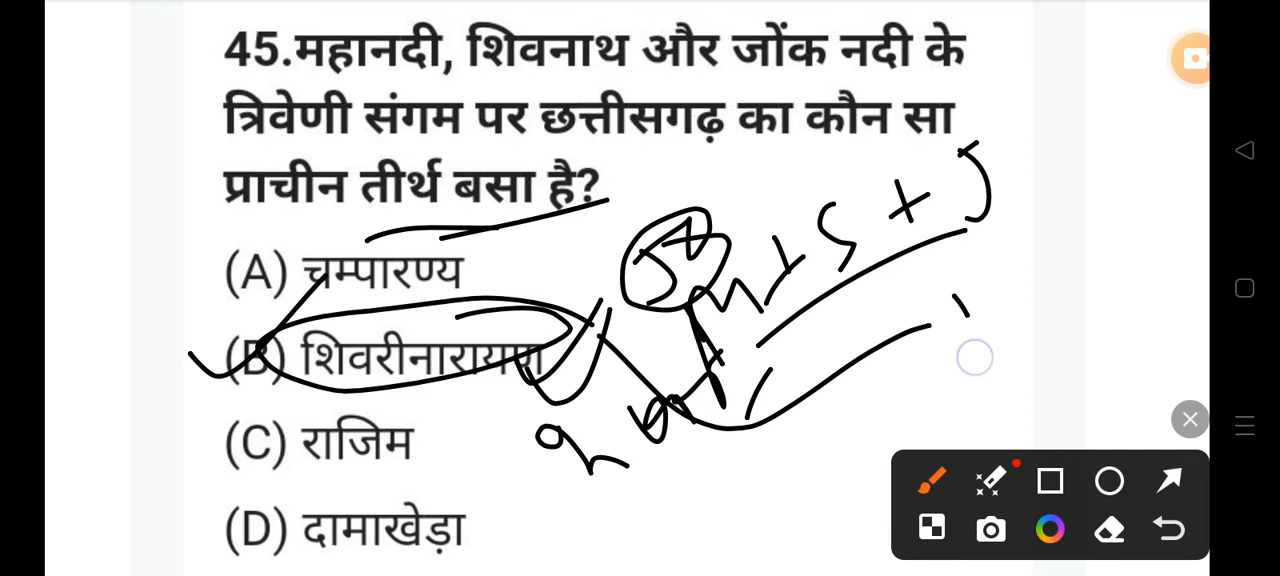 45.महानदी, शिवनाथ और जोंक नदी के
त्रिवेणी संगम पर छत्तीसगढ़ का कौन सा
प्राचीन तीर्थ बसा है?
(A) चम्पारण्य
(B) शिवरीनारायण
(C) राजिम
(D) दामाखेड़ा
+ S + J